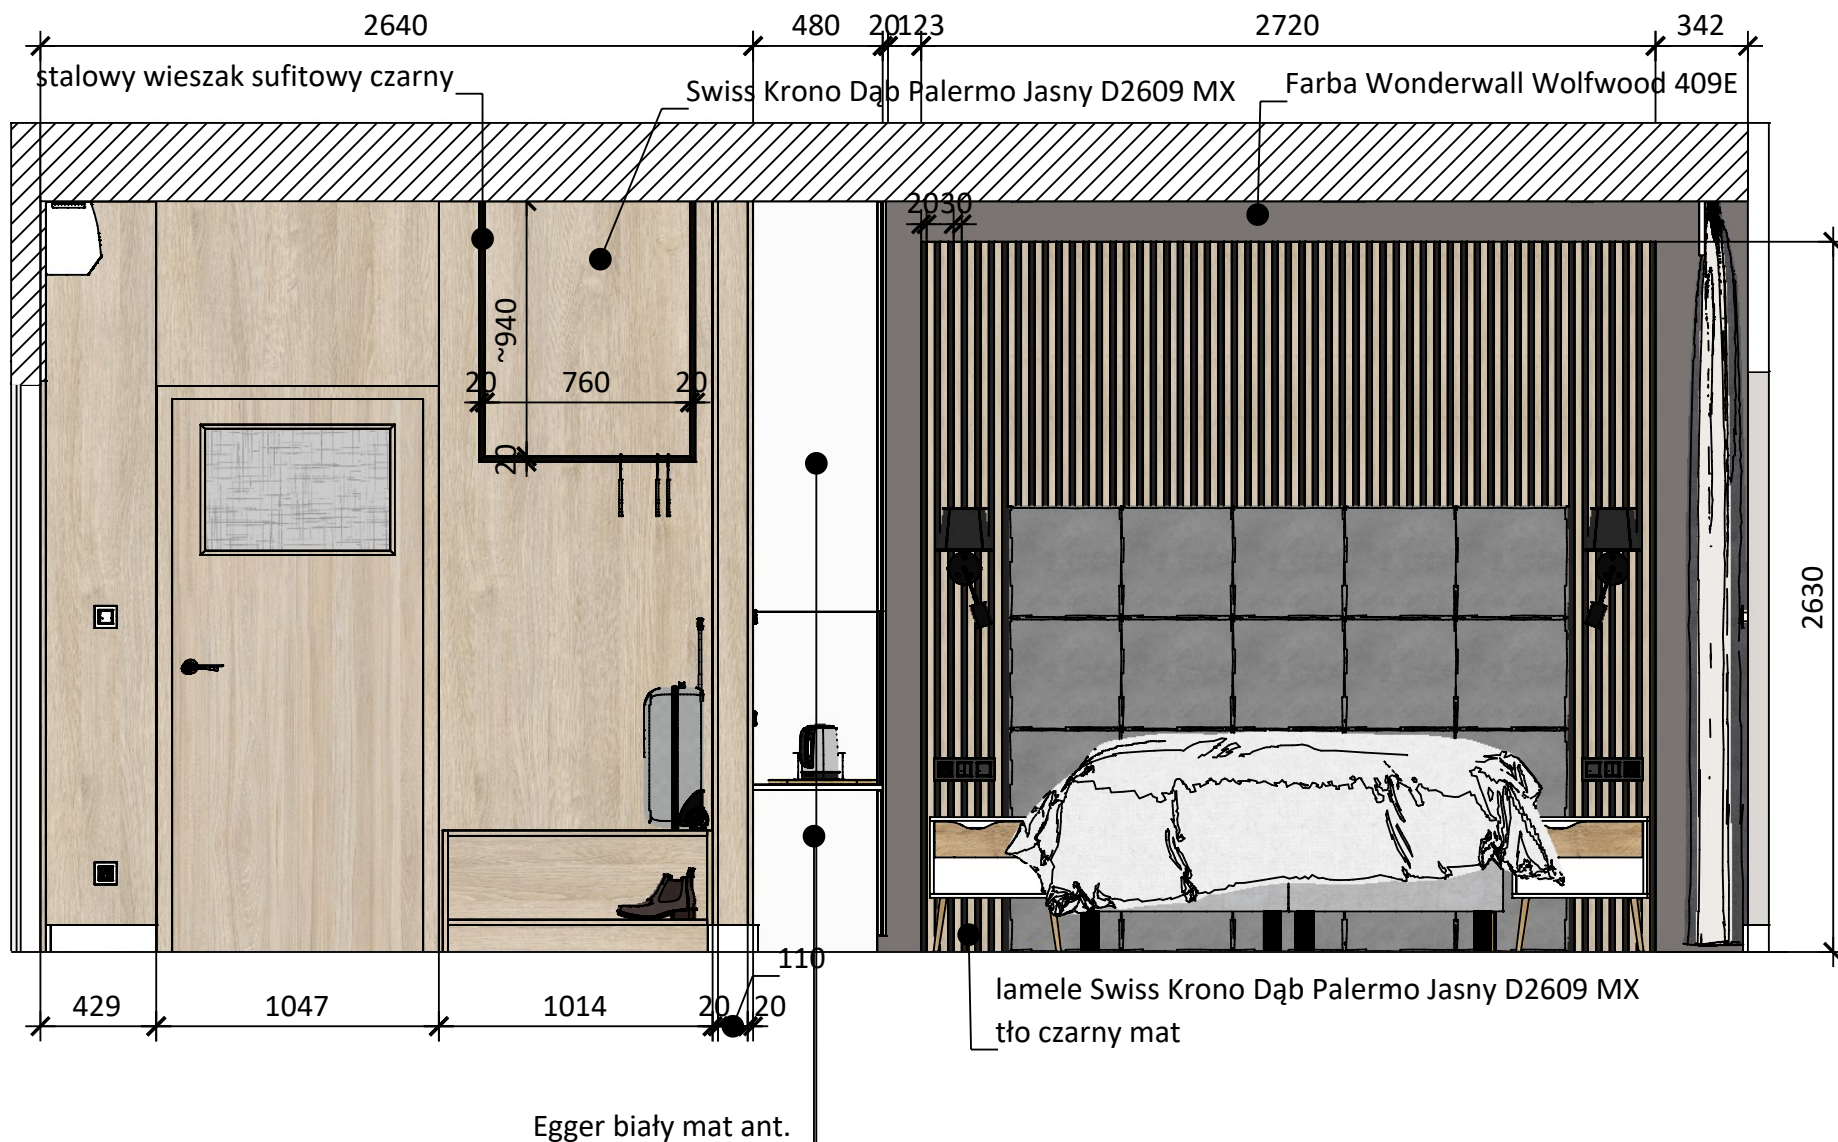 2640 480 20 123 2720 342
stalowy wieszak sufitowy czarny
Swiss Krono Dąb Palermo Jasny D2609 MX
Farba Wonderwall Wolfwood 409E
20 30
~940
20 760 20
20
2630
110
429 1047 1014 20 20
lamele Swiss Krono Dąb Palermo Jasny D2609 MX
tło czarny mat
Egger biały mat ant.